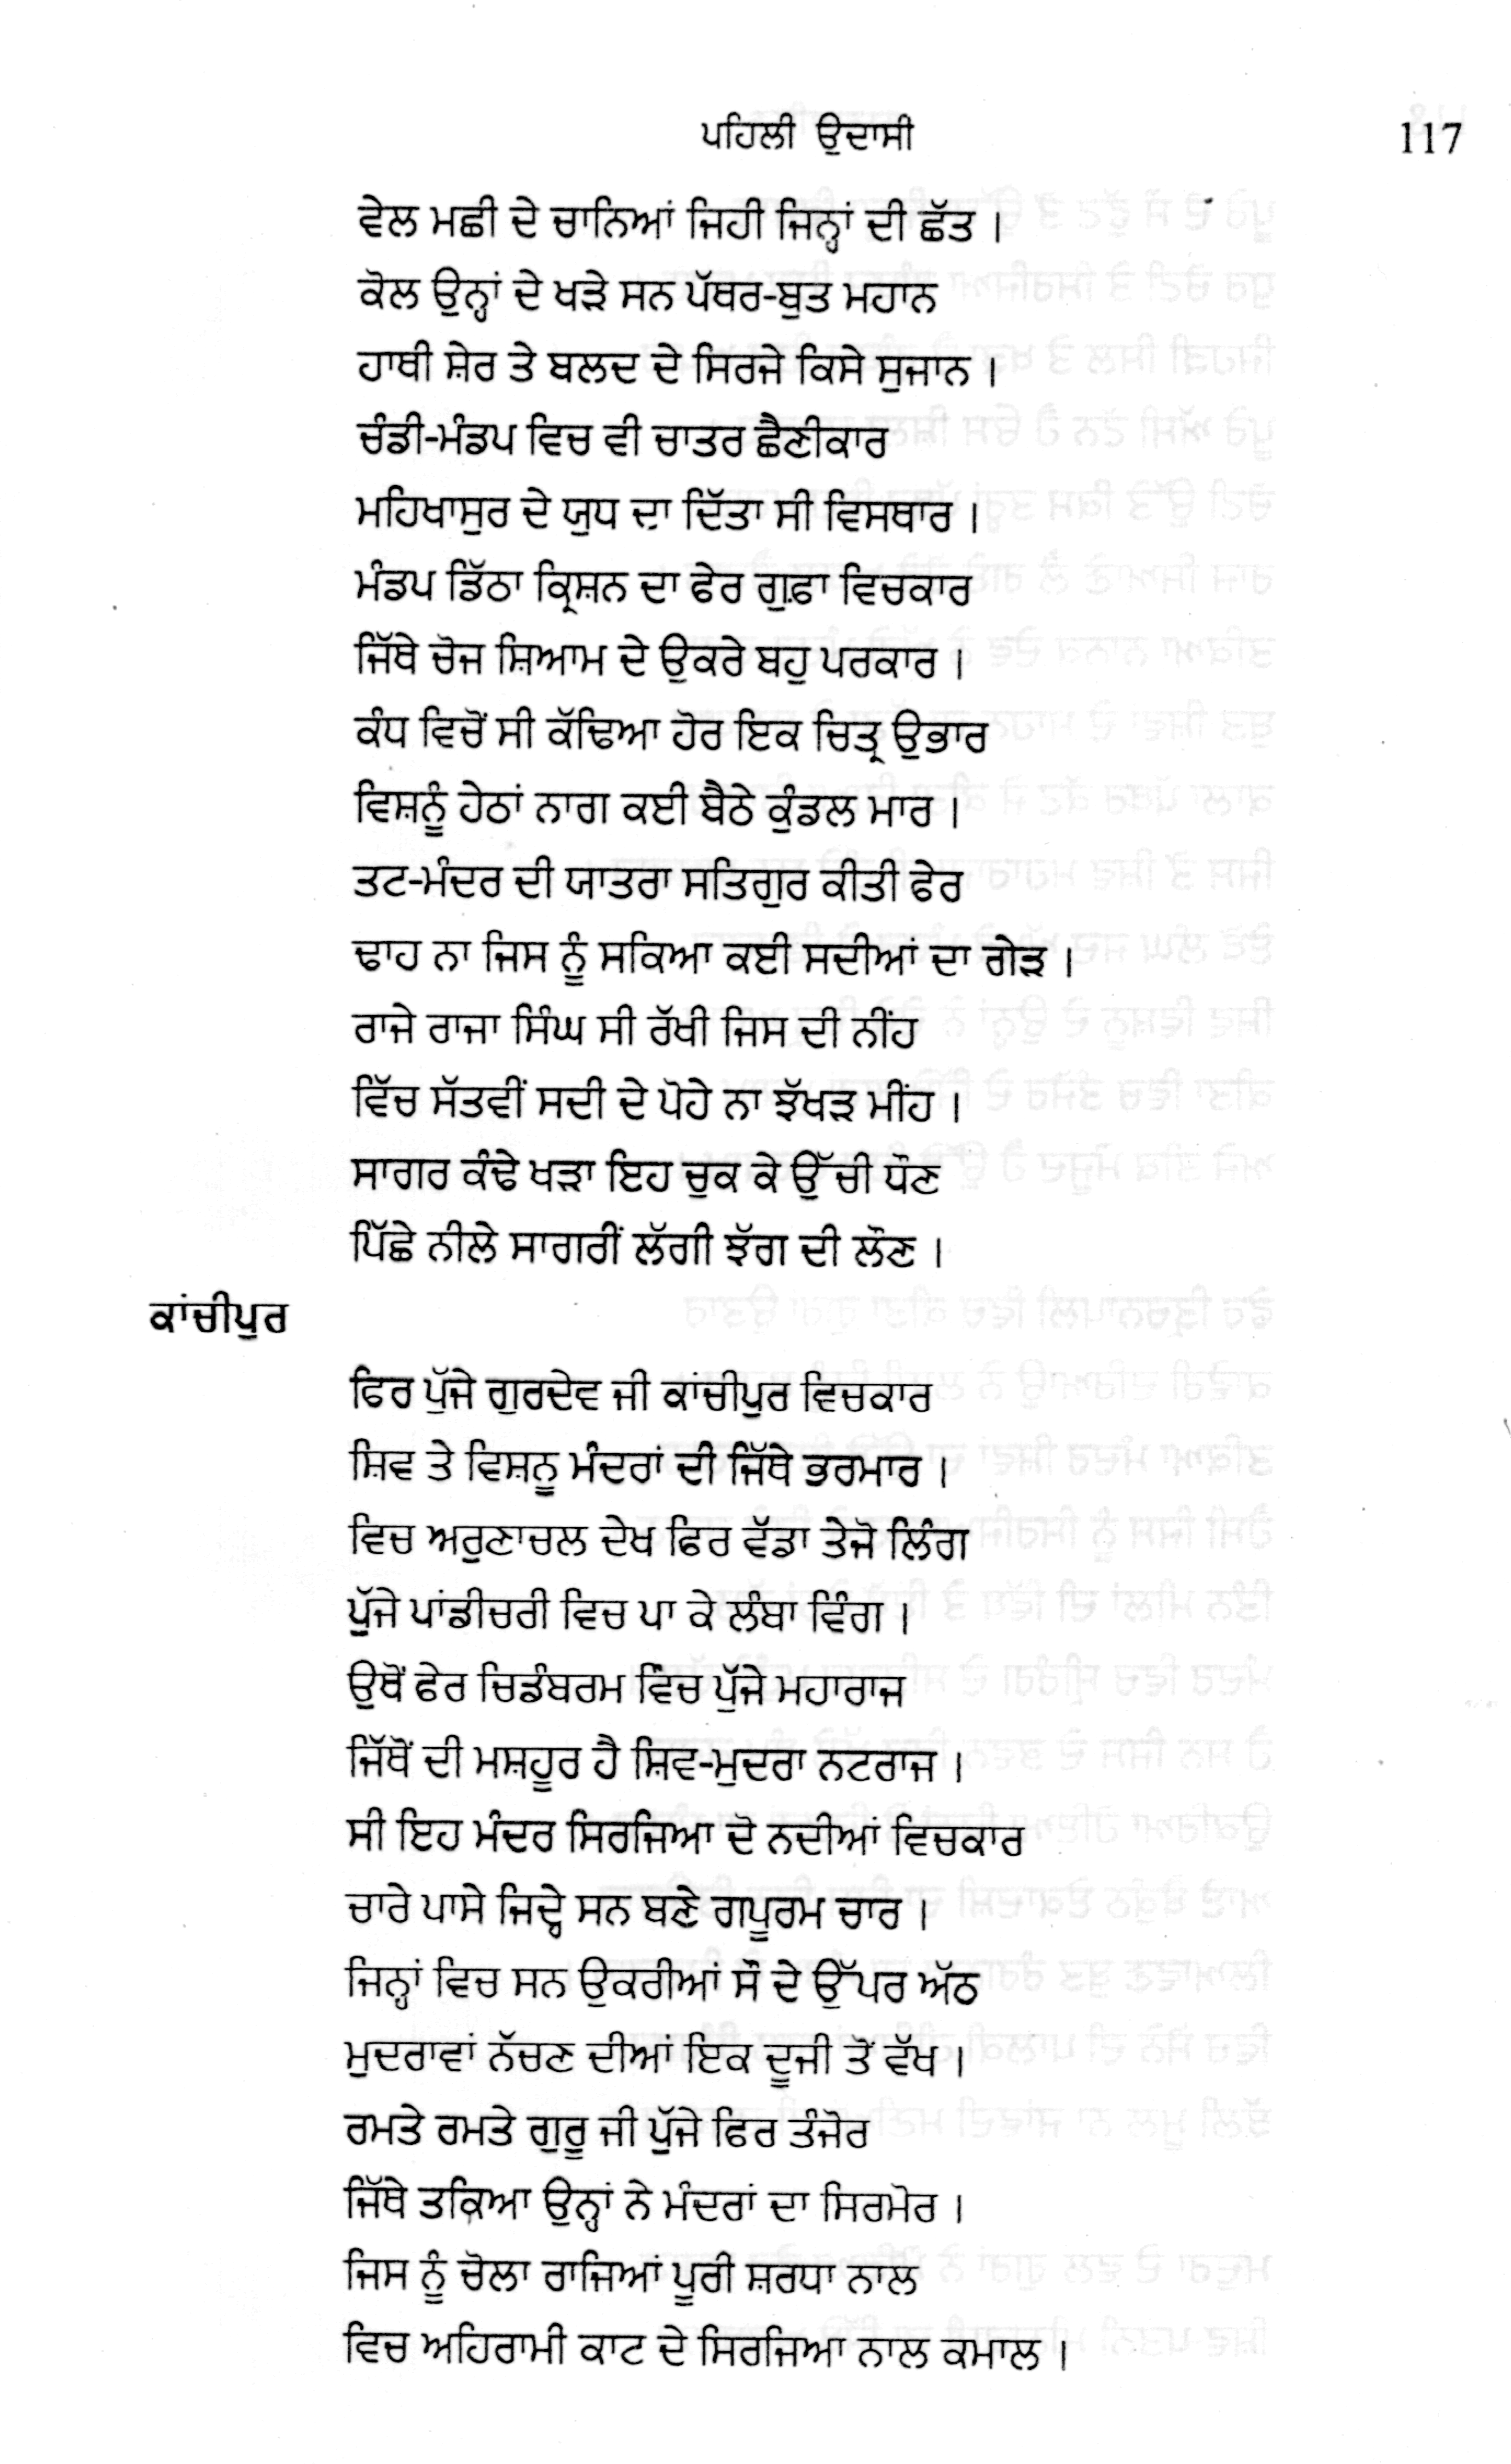 ਪਹਿਲੀ ਉਦਾਸੀ 117
ਵੇਲ ਮਛੀ ਦੇ ਚਾਨਿਆਂ ਜਿਹੀ ਜਿਨ੍ਹਾਂ ਦੀ ਛੱਤ ।
ਕੋਲ ਉਨ੍ਹਾਂ ਦੇ ਖੜੇ ਸਨ ਪੱਥਰ-ਬੁਤ ਮਹਾਨ
ਹਾਥੀ ਸ਼ੇਰ ਤੇ ਬਲਦ ਦੇ ਸਿਰਜੇ ਕਿਸੇ ਸੁਜਾਨ ।
ਚੰਡੀ-ਮੰਡਪ ਵਿਚ ਵੀ ਚਾਤਰ ਛੈਣੀਕਾਰ
ਮਹਿਖਾਸੁਰ ਦੇ ਯੁਧ ਦਾ ਦਿੱਤਾ ਸੀ ਵਿਸਥਾਰ ।
ਮੰਡਪ ਡਿੱਠਾ ਕ੍ਰਿਸ਼ਨ ਦਾ ਫੇਰ ਗੁਫ਼ਾ ਵਿਚਕਾਰ
ਜਿੱਥੇ ਚੋਜ ਸ਼ਿਆਮ ਦੇ ਉਕਰੇ ਬਹੁ ਪਰਕਾਰ ।
ਕੰਧ ਵਿਚੋਂ ਸੀ ਕੱਢਿਆ ਹੋਰ ਇਕ ਚਿਤ੍ਰ ਉਭਾਰ
ਵਿਸ਼ਨੂੰ ਹੇਠਾਂ ਨਾਗ ਕਈ ਬੈਠੇ ਕੁੰਡਲ ਮਾਰ ।
ਤਟ-ਮੰਦਰ ਦੀ ਯਾਤਰਾ ਸਤਿਗੁਰ ਕੀਤੀ ਫੇਰ
ਢਾਹ ਨਾ ਜਿਸ ਨੂੰ ਸਕਿਆ ਕਈ ਸਦੀਆਂ ਦਾ ਗੇੜ ।
ਰਾਜੇ ਰਾਜਾ ਸਿੰਘ ਸੀ ਰੱਖੀ ਜਿਸ ਦੀ ਨੀਂਹ
ਵਿੱਚ ਸੱਤਵੀਂ ਸਦੀ ਦੇ ਪੋਹੇ ਨਾ ਝੱਖੜ ਮੀਂਹ ।
ਸਾਗਰ ਕੰਢੇ ਖੜਾ ਇਹ ਚੁਕ ਕੇ ਉੱਚੀ ਧੌਣ
ਪਿੱਛੇ ਨੀਲੇ ਸਾਗਰੀਂ ਲੱਗੀ ਝੱਗ ਦੀ ਲੌਣ ।
ਕਾਂਚੀਪੁਰ
ਫਿਰ ਪੁੱਜੇ ਗੁਰਦੇਵ ਜੀ ਕਾਂਚੀਪੁਰ ਵਿਚਕਾਰ
ਸ਼ਿਵ ਤੇ ਵਿਸ਼ਨੂ ਮੰਦਰਾਂ ਦੀ ਜਿੱਥੇ ਭਰਮਾਰ ।
ਵਿਚ ਅਰੁਣਾਚਲ ਦੇਖ ਫਿਰ ਵੱਡਾ ਤੇਜੋ ਲਿੰਗ
ਪੁੱਜੇ ਪਾਂਡੀਚਰੀ ਵਿਚ ਪਾ ਕੇ ਲੰਬਾ ਵਿੰਗ ।
ਉਥੋਂ ਫੇਰ ਚਿਡੰਬਰਮ ਵਿੱਚ ਪੁੱਜੇ ਮਹਾਰਾਜ
ਜਿੱਥੋਂ ਦੀ ਮਸ਼ਹੂਰ ਹੈ ਸ਼ਿਵ-ਮੁਦਰਾ ਨਟਰਾਜ ।
ਸੀ ਇਹ ਮੰਦਰ ਸਿਰਜਿਆ ਦੋ ਨਦੀਆਂ ਵਿਚਕਾਰ
ਚਾਰੇ ਪਾਸੇ ਜਿਦ੍ਹੇ ਸਨ ਬਣੇ ਗਪੂਰਮ ਚਾਰ ।
ਜਿਨ੍ਹਾਂ ਵਿਚ ਸਨ ਉਕਰੀਆਂ ਸੌ ਦੇ ਉੱਪਰ ਅੱਠ
ਮੁਦਰਾਵਾਂ ਨੱਚਣ ਦੀਆਂ ਇਕ ਦੂਜੀ ਤੋਂ ਵੱਖ ।
ਰਮਤੇ ਰਮਤੇ ਗੁਰੂ ਜੀ ਪੁੱਜੇ ਫਿਰ ਤੰਜੋਰ
ਜਿੱਥੇ ਤਕਿਆ ਉਨ੍ਹਾਂ ਨੇ ਮੰਦਰਾਂ ਦਾ ਸਿਰਮੋਰ ।
ਜਿਸ ਨੂੰ ਚੋਲਾ ਰਾਜਿਆਂ ਪੂਰੀ ਸ਼ਰਧਾ ਨਾਲ
ਵਿਚ ਅਹਿਰਾਮੀ ਕਾਟ ਦੇ ਸਿਰਜਿਆ ਨਾਲ ਕਮਾਲ ।